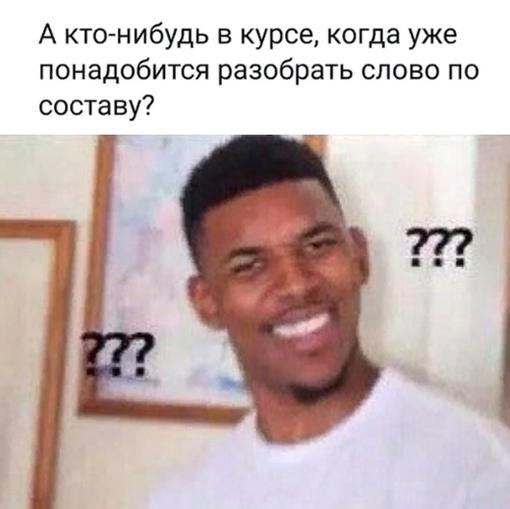 А кто-нибудь в курсе, когда уже
понадобится разобрать слово по
составу?
???
???